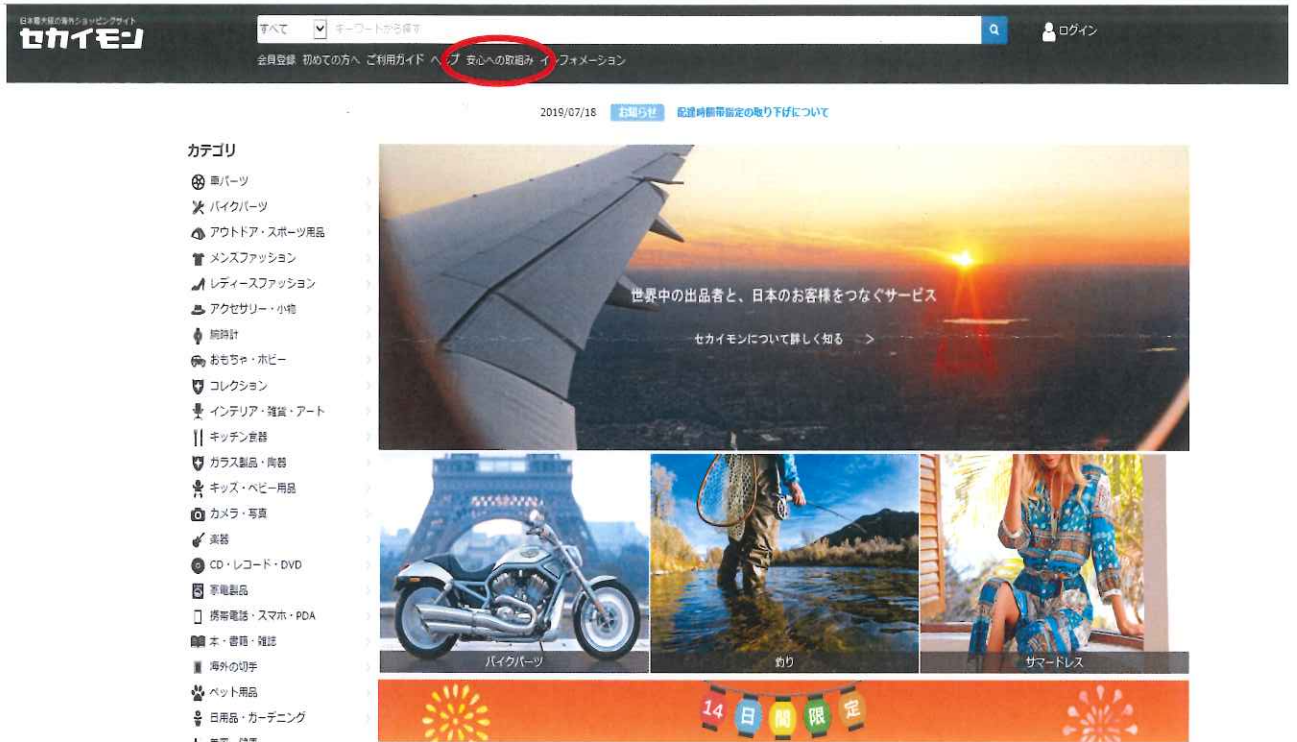 日本最大級の海外ショッピングサイト
セカイモン
すべて キーワードから探す
ログイン
会員登録 初めての方へ ご利用ガイド ヘルプ 安心への取組み インフォメーション
2019/07/18 お知らせ 配達時間帯指定の取り下げについて
カテゴリ
車パーツ
バイクパーツ
アウトドア・スポーツ用品
メンズファッション
レディースファッション
アクセサリー・小物
腕時計
おもちゃ・ホビー
コレクション
インテリア・雑貨・アート
キッチン食器
ガラス製品・陶器
キッズ・ベビー用品
カメラ・写真
楽器
CD・レコード・DVD
家電製品
携帯電話・スマホ・PDA
本・書籍・雑誌
海外の切手
ペット用品
日用品・ガーデニング
世界中の出品者と、日本のお客様をつなぐサービス
セカイモンについて詳しく知る >
バイクパーツ
釣り
サマードレス
14日間限定